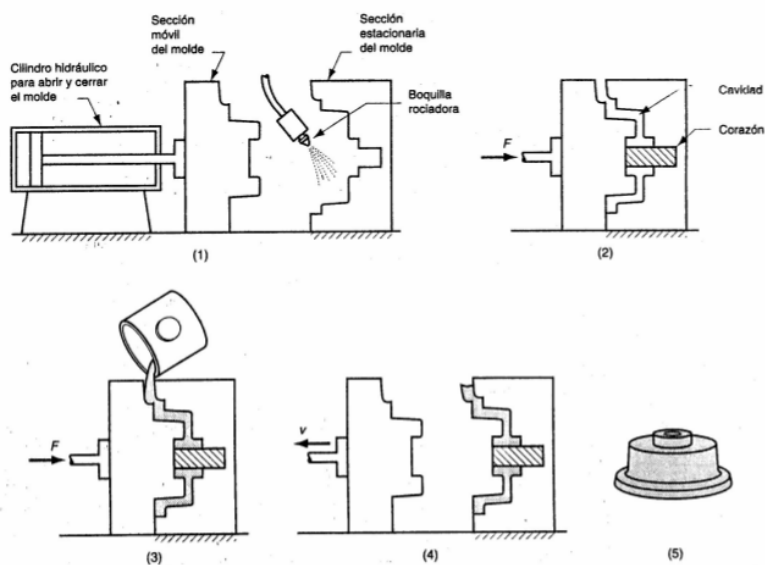 Sección
móvil
del molde
Sección
estacionaria
del molde
Cilindro hidráulico
para abrir y cerrar
el molde
Boquilla
rociadora
(1)
Cavidad
Corazón
F
(2)
F
(3)
v
(4)
(5)